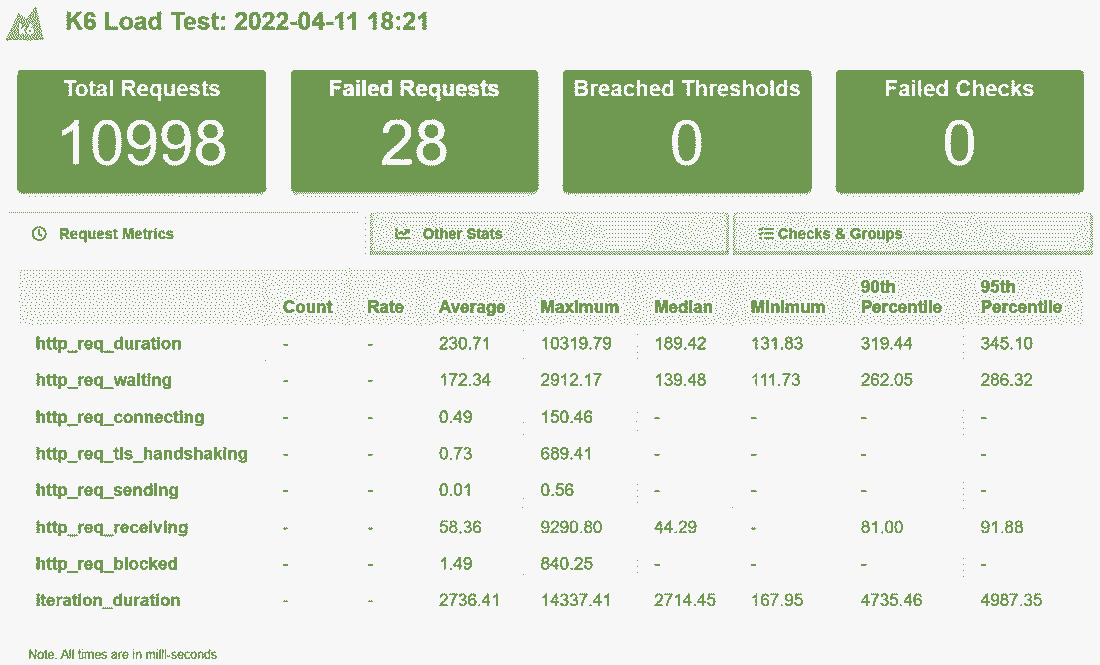 K6 Load Test: 2022-04-11 18:21
Total Requests Failed Requests Breached Thresholds Failed Checks
10998 28 0 0
Request Metrics Other Stats Checks & Groups
Count Rate Average Maximum Median Minimum 90th Percentile 95th Percentile
http_req_duration - - 230.71 10319.79 189.42 131.83 319.44 345.10
http_req_waiting - - 172.34 2912.17 139.48 111.73 262.05 286.32
http_req_connecting - - 0.49 150.46 - - - -
http_req_tls_handshaking - - 0.73 689.41 - - - -
http_req_sending - - 0.01 0.56 - - - -
http_req_receiving - - 58.36 9290.80 44.29 - 81.00 91.88
http_req_blocked - - 1.49 840.25 - - - -
iteration_duration - - 2736.41 14337.41 2714.45 167.95 4735.46 4987.35
Note. All times are in milli-seconds